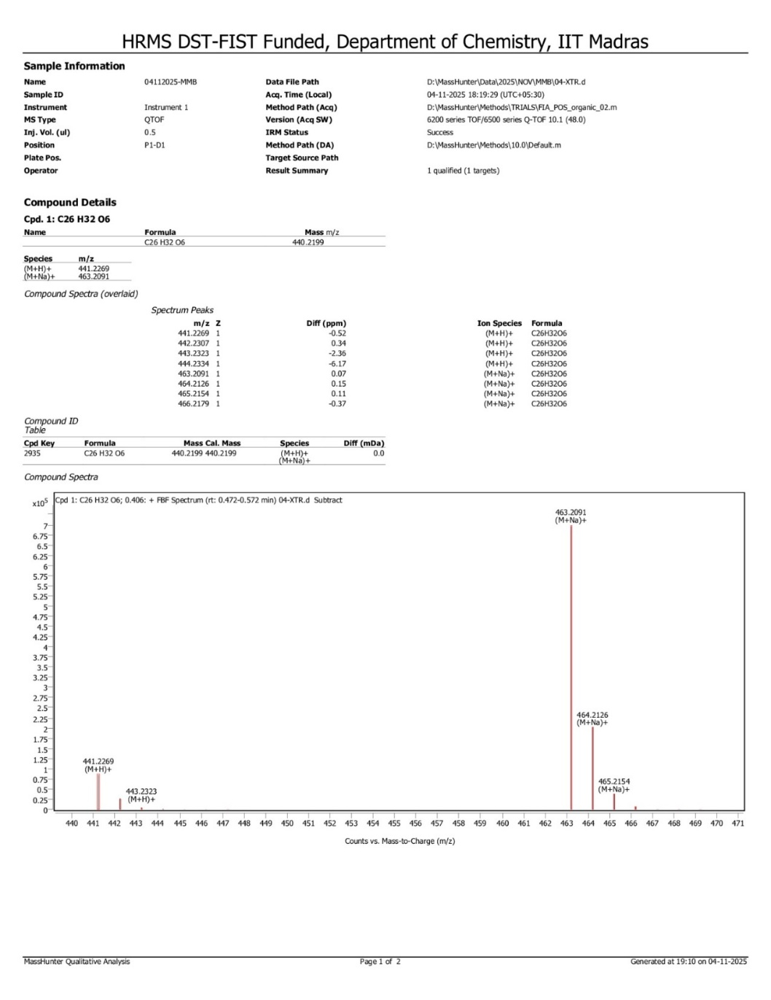 HRMS DST-FIST Funded, Department of Chemistry, IIT Madras
Sample Information
Name 04112025-MMB Data File Path D:\MassHunter\Data\2025\NOV\MMB\04-XTR.d
Sample ID Acq. Time (Local) 04-11-2025 18:19:29 (UTC+05:30)
Instrument Instrument 1 Method Path (Acq) D:\MassHunter\Methods\TRIALS\FIA_POS_organic_02.m
MS Type QTOF Version (Acq SW) 6200 series TOF/6500 series Q-TOF 10.1 (48.0)
Inj. Vol. (ul) 0.5 IRM Status Success
Position P1-D1 Method Path (DA) D:\MassHunter\Methods\10.0\Default.m
Plate Pos. Target Source Path
Operator Result Summary 1 qualified (1 targets)
Compound Details
Cpd. 1: C26 H32 O6
Name Formula Mass m/z
C26 H32 O6 440.2199
Species m/z
(M+H)+ 441.2269
(M+Na)+ 463.2091
Compound Spectra (overlaid)
Spectrum Peaks
m/z Z Diff (ppm) Ion Species Formula
441.2269 1 -0.52 (M+H)+ C26H32O6
442.2307 1 0.34 (M+H)+ C26H32O6
443.2323 1 -2.36 (M+H)+ C26H32O6
444.2334 1 -6.17 (M+H)+ C26H32O6
463.2091 1 0.07 (M+Na)+ C26H32O6
464.2126 1 0.15 (M+Na)+ C26H32O6
465.2154 1 0.11 (M+Na)+ C26H32O6
466.2179 1 -0.37 (M+Na)+ C26H32O6
Compound ID
Table
Cpd Key Formula Mass Cal. Mass Species Diff (mDa)
2935 C26 H32 O6 440.2199 440.2199 (M+H)+ 0.0
(M+Na)+
Compound Spectra
x10⁵ Cpd 1: C26 H32 O6; 0.406: + FBF Spectrum (rt: 0.472-0.572 min) 04-XTR.d Subtract
463.2091
(M+Na)+
7
6.75
6.5
6.25
6
5.75
5.5
5.25
5
4.75
4.5
4.25
4
3.75
3.5
3.25
3
2.75
2.5
464.2126
2.25
(M+Na)+
2
1.75
1.5
1.25
441.2269
1
(M+H)+
0.75
465.2154
0.5
443.2323
(M+Na)+
0.25
(M+H)+
0
440 441 442 443 444 445 446 447 448 449 450 451 452 453 454 455 456 457 458 459 460 461 462 463 464 465 466 467 468 469 470 471
Counts vs. Mass-to-Charge (m/z)
MassHunter Qualitative Analysis Page 1 of 2 Generated at 19:10 on 04-11-2025